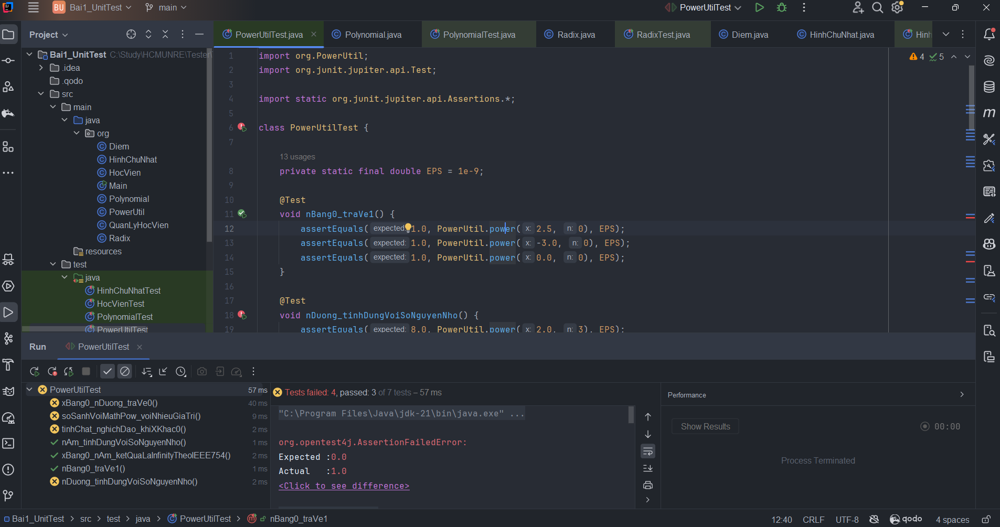 BU Bai1_UnitTest main PowerUtilTest
Project
PowerUtilTest.java Polynomial.java PolynomialTest.java Radix.java RadixTest.java Diem.java HinhChuNhat.java Hinh
Bai1_UnitTest C:\Study\HCMUNRE\Tester\
.idea
.qodo
src
main
java
org
Diem
HinhChuNhat
HocVien
Main
Polynomial
PowerUtil
QuanLyHocVien
Radix
resources
test
java
HinhChuNhatTest
HocVienTest
PolynomialTest
PowerUtilTest
4 5
1 import org.PowerUtil;
2 import org.junit.jupiter.api.Test;
3
4 import static org.junit.jupiter.api.Assertions.*;
5
6 class PowerUtilTest {
7
13 usages
8 private static final double EPS = 1e-9;
9
10 @Test
11 void nBang0_traVe1() {
12 assertEquals( expected: 1.0, PowerUtil.power( x: 2.5, n: 0), EPS);
13 assertEquals( expected: 1.0, PowerUtil.power( x: -3.0, n: 0), EPS);
14 assertEquals( expected: 1.0, PowerUtil.power( x: 0.0, n: 0), EPS);
15 }
16
17 @Test
18 void nDuong_tinhDungVoiSoNguyenNho() {
19 assertEquals( expected: 8.0, PowerUtil.power( x: 2.0, n: 3), EPS);
Run PowerUtilTest
PowerUtilTest 57 ms
xBang0_nDuong_traVe0() 40 ms
soSanhVoiMathPow_voiNhieuGiaTri() 9 ms
tinhChat_nghichDao_khiXKhac0() 2 ms
nAm_tinhDungVoiSoNguyenNho() 1 ms
xBang0_nAm_ketQuaLaInfinityTheoIEEE754() 2 ms
nBang0_traVe1() 1 ms
nDuong_tinhDungVoiSoNguyenNho() 2 ms
Tests failed: 4, passed: 3 of 7 tests – 57 ms
"C:\Program Files\Java\jdk-21\bin\java.exe" ...
org.opentest4j.AssertionFailedError:
Expected :0.0
Actual :1.0
<Click to see difference>
Performance
Show Results 00:00
Process Terminated
Bai1_UnitTest > src > test > java > PowerUtilTest > nBang0_traVe1
12:40 CRLF UTF-8 qodo 4 spaces